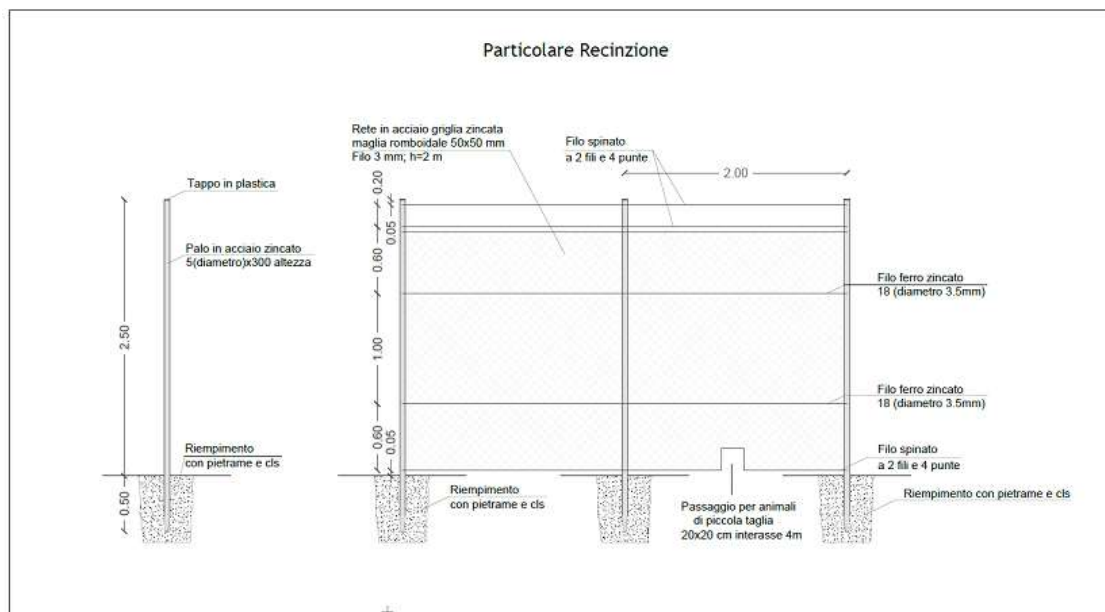 Particolare Recinzione
Rete in acciaio griglia zincata
maglia romboidale 50x50 mm
Filo 3 mm; h=2 m
Filo spinato
a 2 fili e 4 punte
2.00
Tappo in plastica
0.20
0.05
Palo in acciaio zincato
5(diametro)x300 altezza
0.60
Filo ferro zincato
18 (diametro 3.5mm)
2.50
1.00
Filo ferro zincato
18 (diametro 3.5mm)
0.60
0.05
Riempimento
con pietrame e cls
Filo spinato
a 2 fili e 4 punte
0.50
Riempimento
con pietrame e cls
Passaggio per animali
di piccola taglia
20x20 cm interasse 4m
Riempimento con pietrame e cls